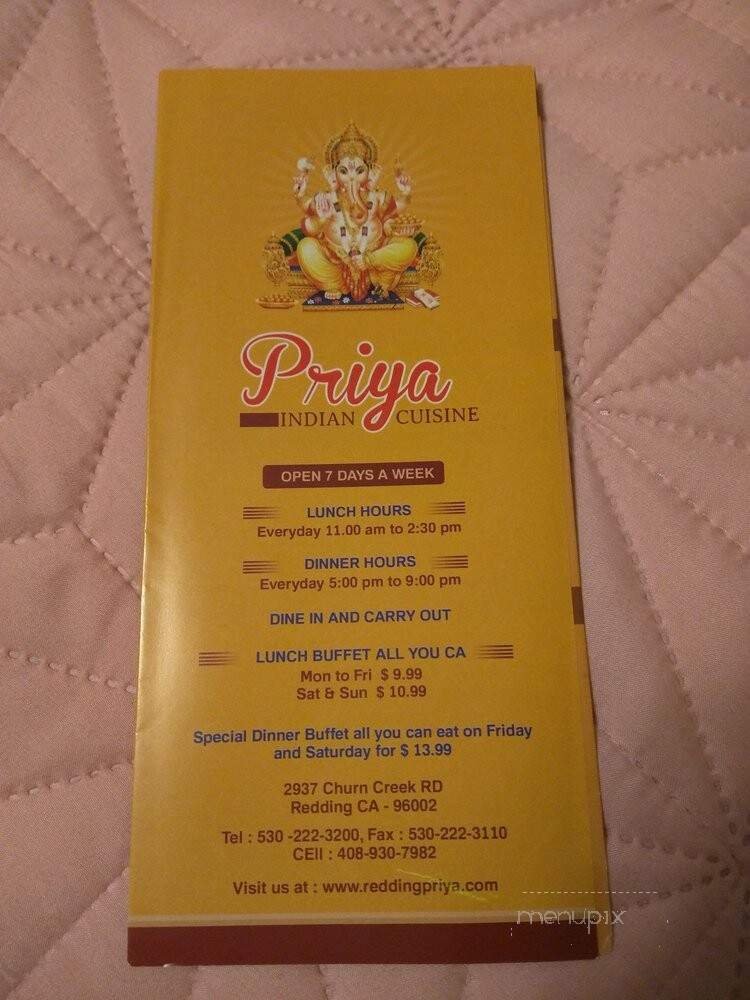 Priya
INDIAN CUISINE
OPEN 7 DAYS A WEEK
LUNCH HOURS
Everyday 11.00 am to 2:30 pm
DINNER HOURS
Everyday 5:00 pm to 9:00 pm
DINE IN AND CARRY OUT
LUNCH BUFFET ALL YOU CA
Mon to Fri $ 9.99
Sat & Sun $ 10.99
Special Dinner Buffet all you can eat on Friday
and Saturday for $ 13.99
2937 Churn Creek RD
Redding CA - 96002
Tel : 530 -222-3200, Fax : 530-222-3110
CEll : 408-930-7982
Visit us at : www.reddingpriya.com
menupix